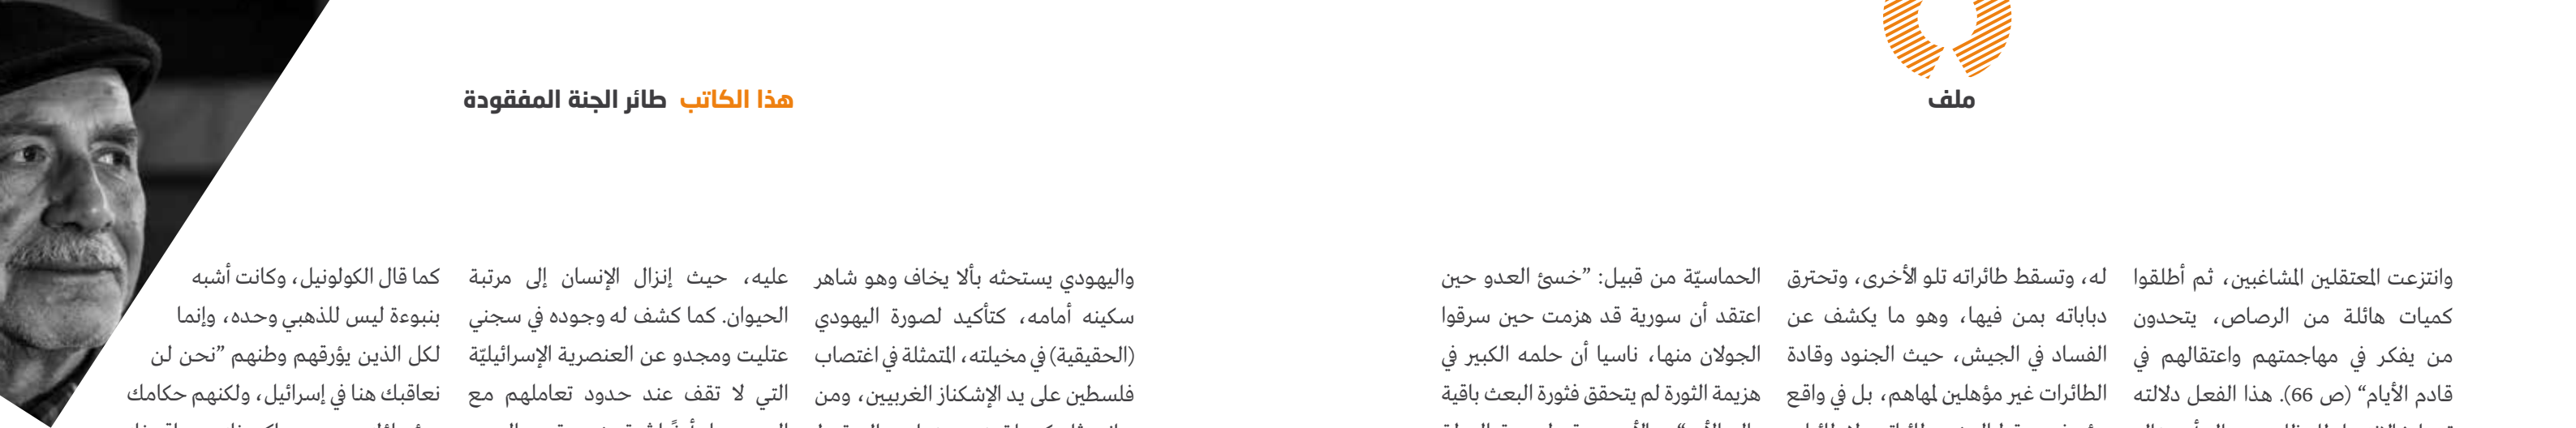 ملف
وانتزعت المعتقلين المشاغبين، ثم أطلقوا
كميات هائلة من الرصاص، يتحدون
من يفكر في مهاجمتهم واعتقالهم في
قادم الأيام“ (ص 66). هذا الفعل دلالته
له، وتسقط طائراته تلو الأخرى، وتحترق
دباباته بمن فيها، وهو ما يكشف عن
الفساد في الجيش، حيث الجنود وقادة
الطائرات غير مؤهلين لمهاهم، بل في واقع
الحماسيّة من قبيل: ”خسئ العدو حين
اعتقد أن سورية قد هزمت حين سرقوا
الجولان منها، ناسيا أن حلمه الكبير في
هزيمة الثورة لم يتحقق فثورة البعث باقية
هذا الكاتب طائر الجنة المفقودة
واليهودي يستحثه بألا يخاف وهو شاهر
سكينه أمامه، كتأكيد لصورة اليهودي
(الحقيقية) في مخيلته، المتمثلة في اغتصاب
فلسطين على يد الإشكناز الغربيين، ومن
عليه، حيث إنزال الإنسان إلى مرتبة
الحيوان. كما كشف له وجوده في سجني
عتليت ومجدو عن العنصرية الإسرائيليّة
التي لا تقف عند حدود تعاملهم مع
كما قال الكولونيل، وكانت أشبه
بنبوءة ليس للذهبي وحده، وإنما
لكل الذين يؤرقهم وطنهم ”نحن لن
نعاقبك هنا في إسرائيل، ولكنهم حكامك